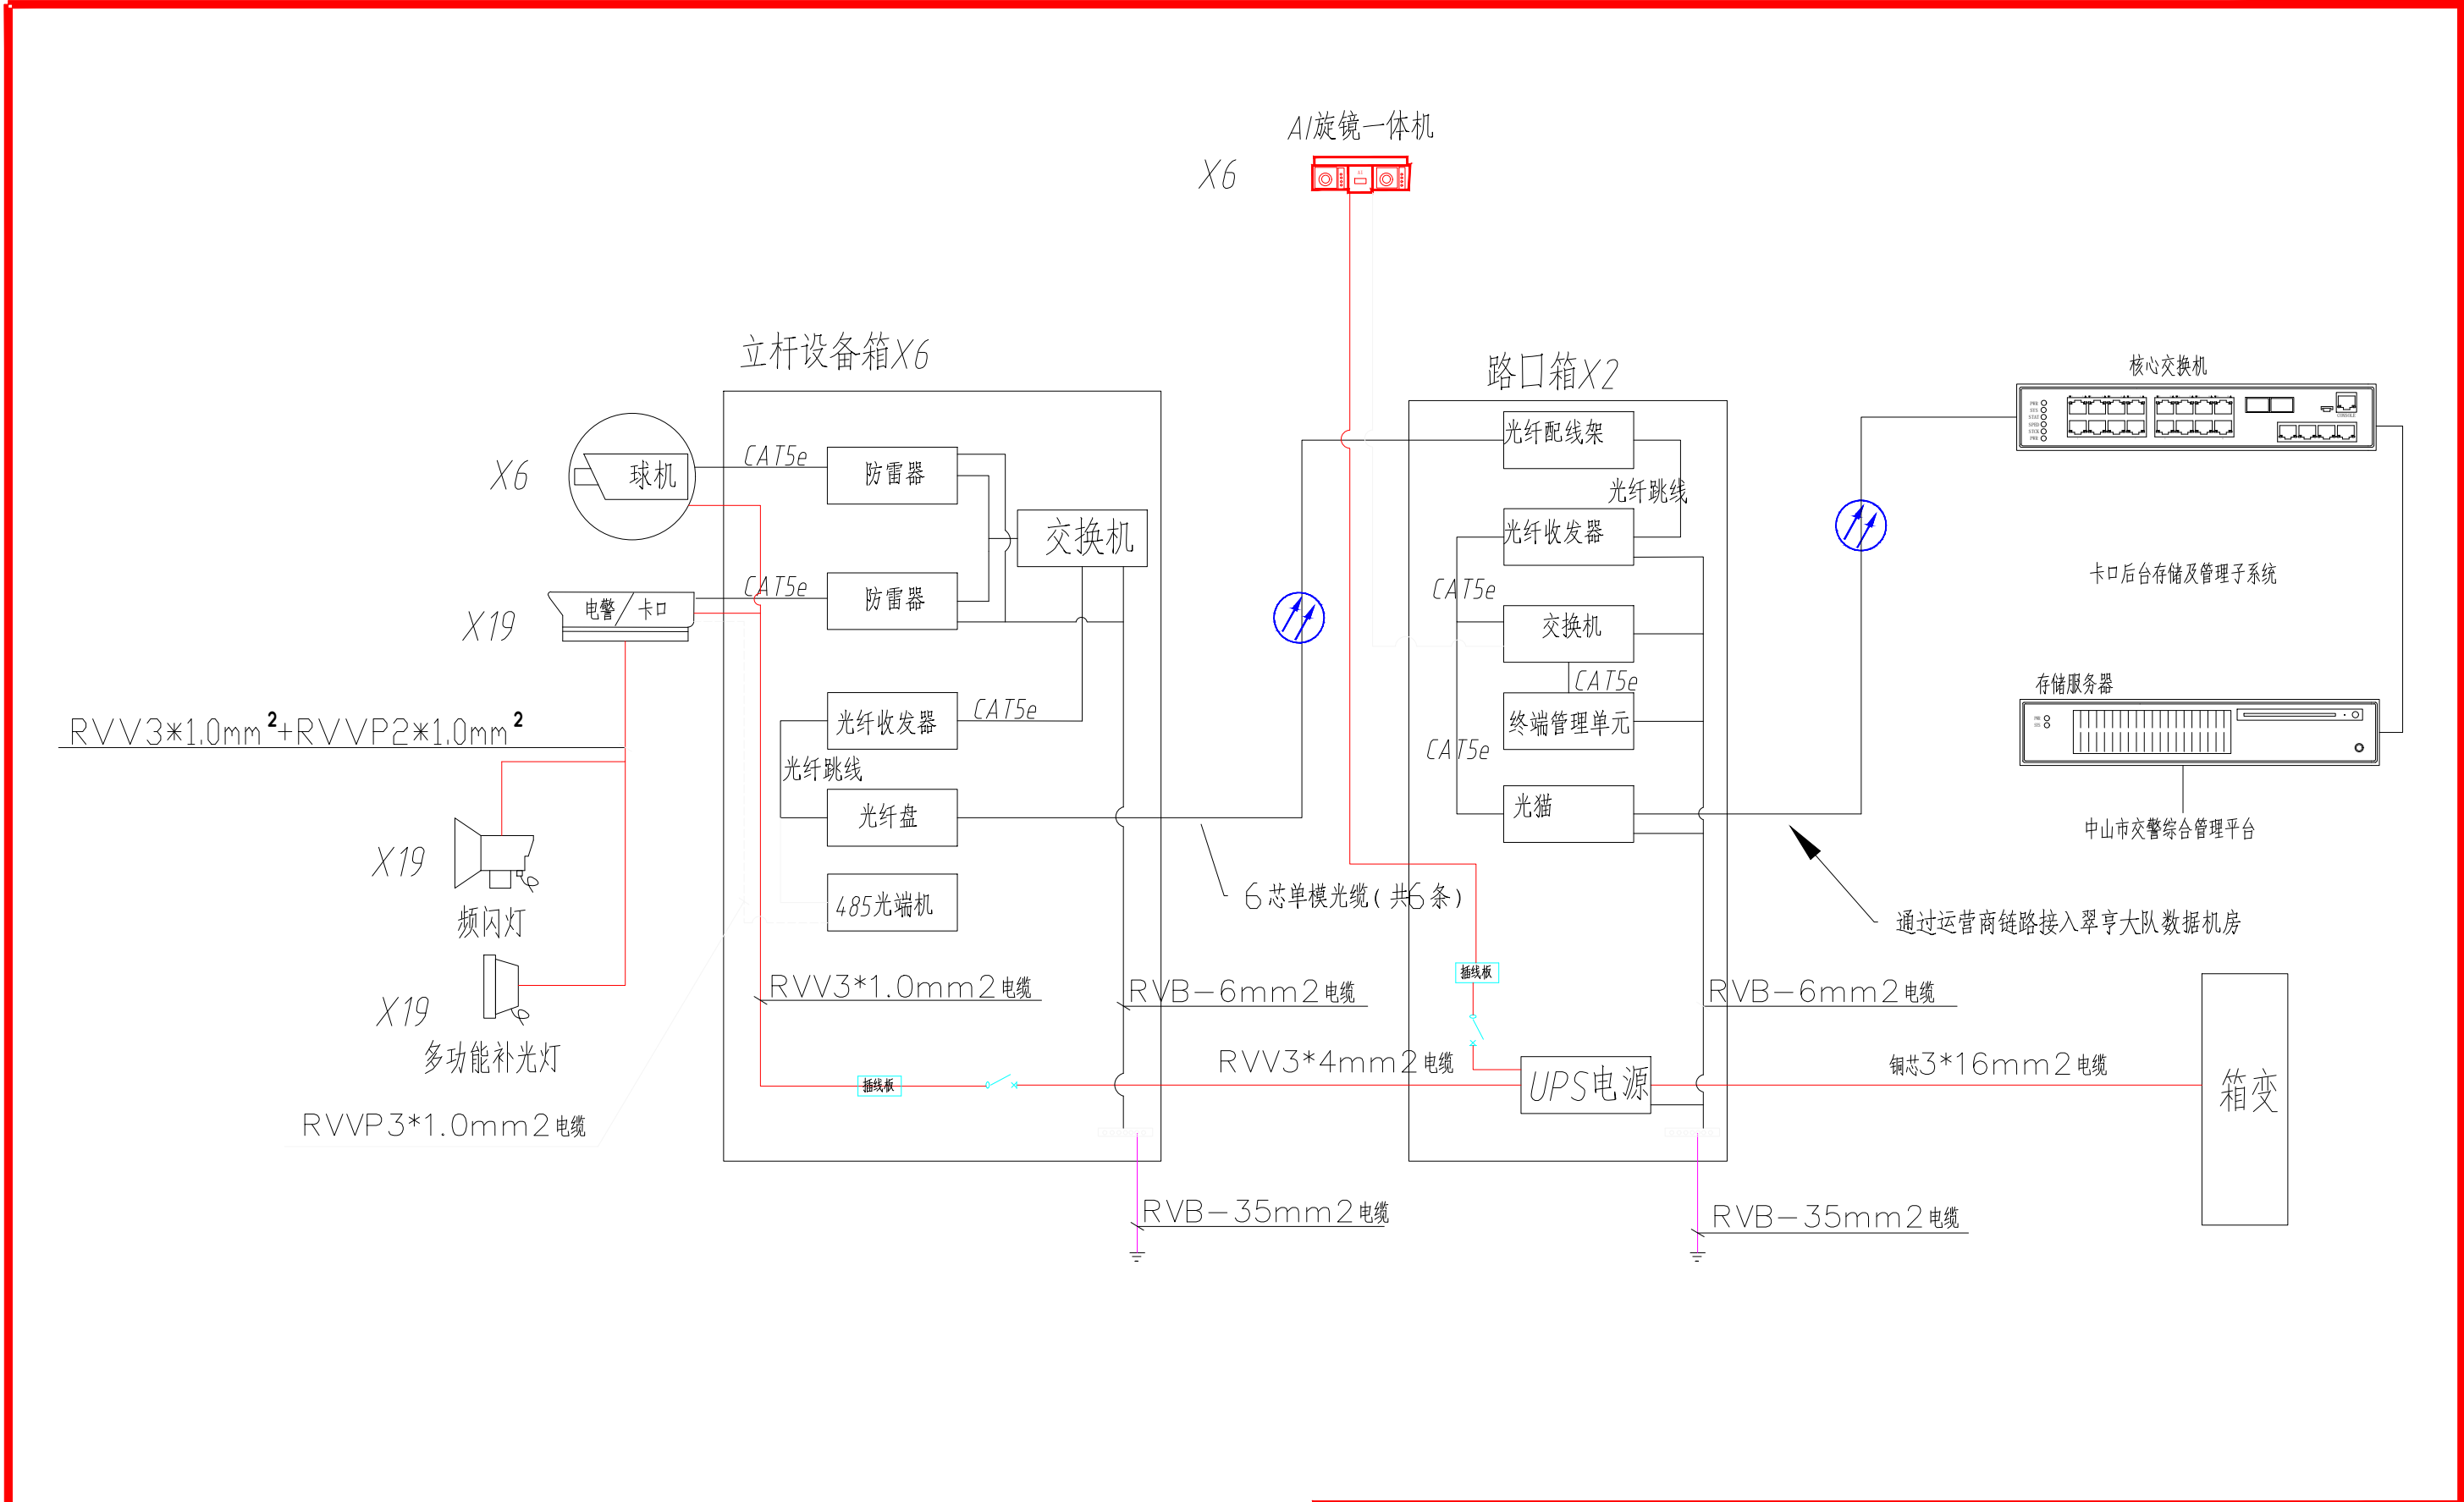 AI旋镜一体机
X6
立杆设备箱X6
路口箱X2
核心交换机
CONSOLE
X6
球机
CAT5e
防雷器
交换机
光纤配线架
光纤跳线
光纤收发器
卡口后台存储及管理子系统
X19
电警/卡口
CAT5e
防雷器
CAT5e
交换机
CAT5e
存储服务器
RVV3*1.0mm²+RVVP2*1.0mm²
光纤收发器
CAT5e
终端管理单元
CAT5e
光纤跳线
光纤盘
光猫
中山市交警综合管理平台
X19
频闪灯
485光端机
6芯单模光缆(共6条)
通过运营商链路接入翠亨大队数据机房
X19
多功能补光灯
RVV3*1.0mm2电缆
RVB-6mm2电缆
插线板
RVB-6mm2电缆
插线板
RVV3*4mm2电缆
UPS电源
铜芯3*16mm2电缆
箱变
RVVP3*1.0mm2电缆
RVB-35mm2电缆
RVB-35mm2电缆